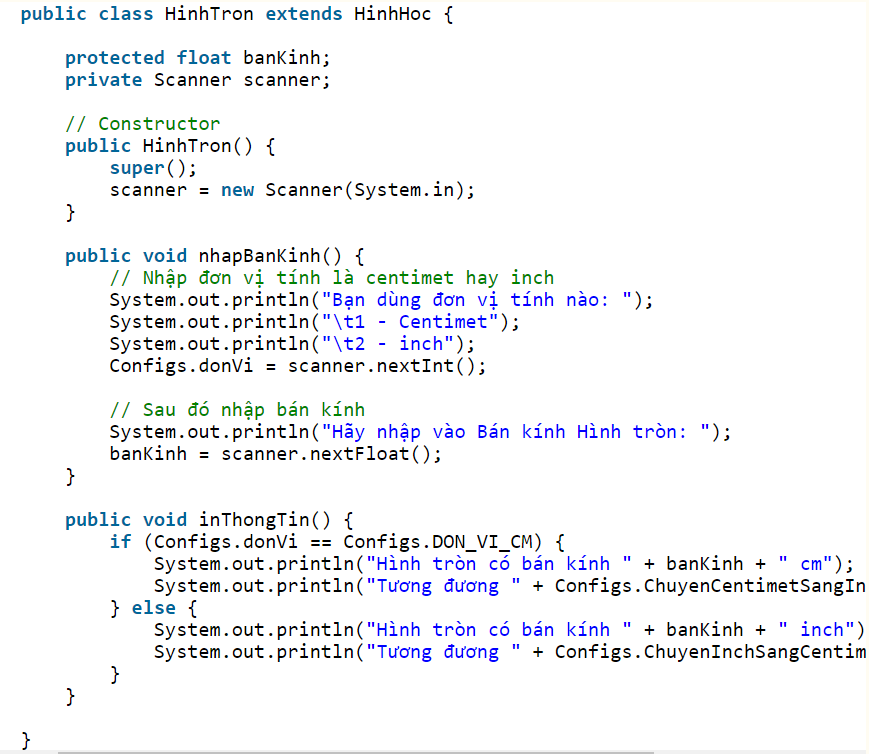 public class HinhTron extends HinhHoc {
protected float banKinh;
private Scanner scanner;
// Constructor
public HinhTron() {
super();
scanner = new Scanner(System.in);
}
public void nhapBanKinh() {
// Nhập đơn vị tính là centimet hay inch
System.out.println("Bạn dùng đơn vị tính nào: ");
System.out.println("\t1 - Centimet");
System.out.println("\t2 - inch");
Configs.donVi = scanner.nextInt();
// Sau đó nhập bán kính
System.out.println("Hãy nhập vào Bán kính Hình tròn: ");
banKinh = scanner.nextFloat();
}
public void inThongTin() {
if (Configs.donVi == Configs.DON_VI_CM) {
System.out.println("Hình tròn có bán kính " + banKinh + " cm");
System.out.println("Tương đương " + Configs.ChuyenCentimetSangIn
} else {
System.out.println("Hình tròn có bán kính " + banKinh + " inch")
System.out.println("Tương đương " + Configs.ChuyenInchSangCentim
}
}
}